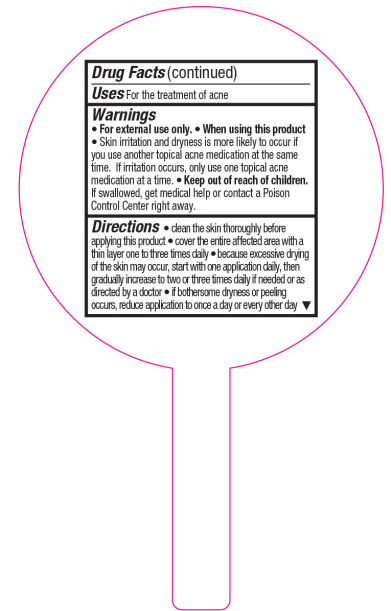 Drug Facts (continued)
Uses For the treatment of acne
Warnings
• For external use only. • When using this product
• Skin irritation and dryness is more likely to occur if
you use another topical acne medication at the same
time. If irritation occurs, only use one topical acne
medication at a time. • Keep out of reach of children.
If swallowed, get medical help or contact a Poison
Control Center right away.
Directions • clean the skin thoroughly before
applying this product • cover the entire affected area with a
thin layer one to three times daily • because excessive drying
of the skin may occur, start with one application daily, then
gradually increase to two or three times daily if needed or as
directed by a doctor • if bothersome dryness or peeling
occurs, reduce application to once a day or every other day ▼